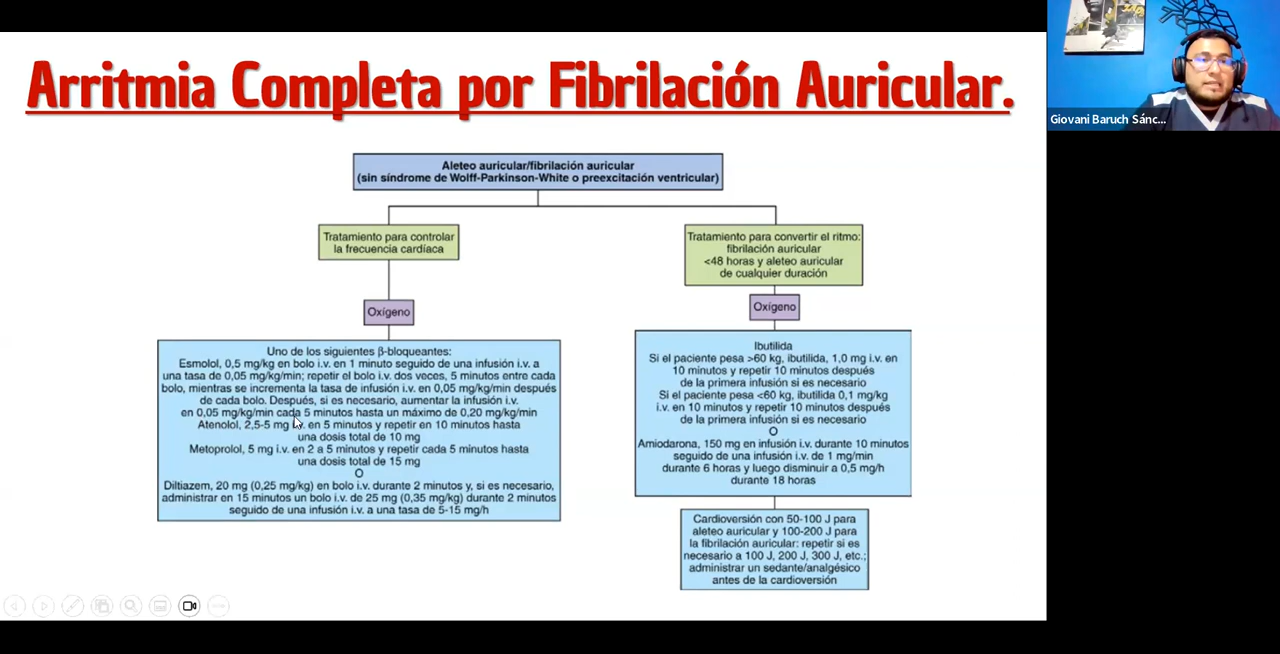 Arritmia Completa por Fibrilación Auricular.
Giovani Baruch Sánc...
Aleteo auricular/fibrilación auricular
(sin síndrome de Wolff-Parkinson-White o preexcitación ventricular)
Tratamiento para controlar
la frecuencia cardíaca
Oxígeno
Uno de los siguientes β-bloqueantes:
Esmolol, 0,5 mg/kg en bolo i.v. en 1 minuto seguido de una infusión i.v. a
una tasa de 0,05 mg/kg/min; repetir el bolo i.v. dos veces, 5 minutos entre cada
bolo, mientras se incrementa la tasa de infusión i.v. en 0,05 mg/kg/min después
de cada bolo. Después, si es necesario, aumentar la infusión i.v.
en 0,05 mg/kg/min cada 5 minutos hasta un máximo de 0,20 mg/kg/min
Atenolol, 2,5-5 mg i.v. en 5 minutos y repetir en 10 minutos hasta
una dosis total de 10 mg
Metoprolol, 5 mg i.v. en 2 a 5 minutos y repetir cada 5 minutos hasta
una dosis total de 15 mg
O
Diltiazem, 20 mg (0,25 mg/kg) en bolo i.v. durante 2 minutos y, si es necesario,
administrar en 15 minutos un bolo i.v. de 25 mg (0,35 mg/kg) durante 2 minutos
seguido de una infusión i.v. a una tasa de 5-15 mg/h
Tratamiento para convertir el ritmo:
fibrilación auricular
<48 horas y aleteo auricular
de cualquier duración
Oxígeno
Ibutilida
Si el paciente pesa >60 kg, ibutilida, 1,0 mg i.v. en
10 minutos y repetir 10 minutos después
de la primera infusión si es necesario
Si el paciente pesa <60 kg, ibutilida 0,1 mg/kg
i.v. en 10 minutos y repetir 10 minutos después
de la primera infusión si es necesario
O
Amiodarona, 150 mg en infusión i.v. durante 10 minutos
seguido de una infusión i.v. de 1 mg/min
durante 6 horas y luego disminuir a 0,5 mg/h
durante 18 horas
Cardioversión con 50-100 J para
aleteo auricular y 100-200 J para
la fibrilación auricular: repetir si es
necesario a 100 J, 200 J, 300 J, etc.;
administrar un sedante/analgésico
antes de la cardioversión